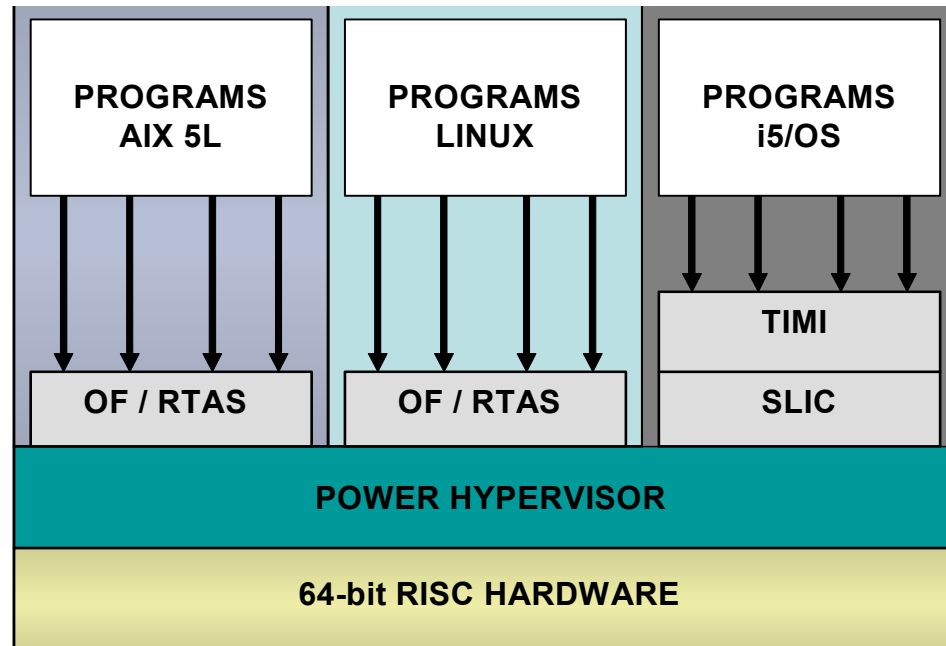 PROGRAMS
AIX 5L
PROGRAMS
LINUX
PROGRAMS
i5/OS
TIMI
OF / RTAS
OF / RTAS
SLIC
POWER HYPERVISOR
64-bit RISC HARDWARE